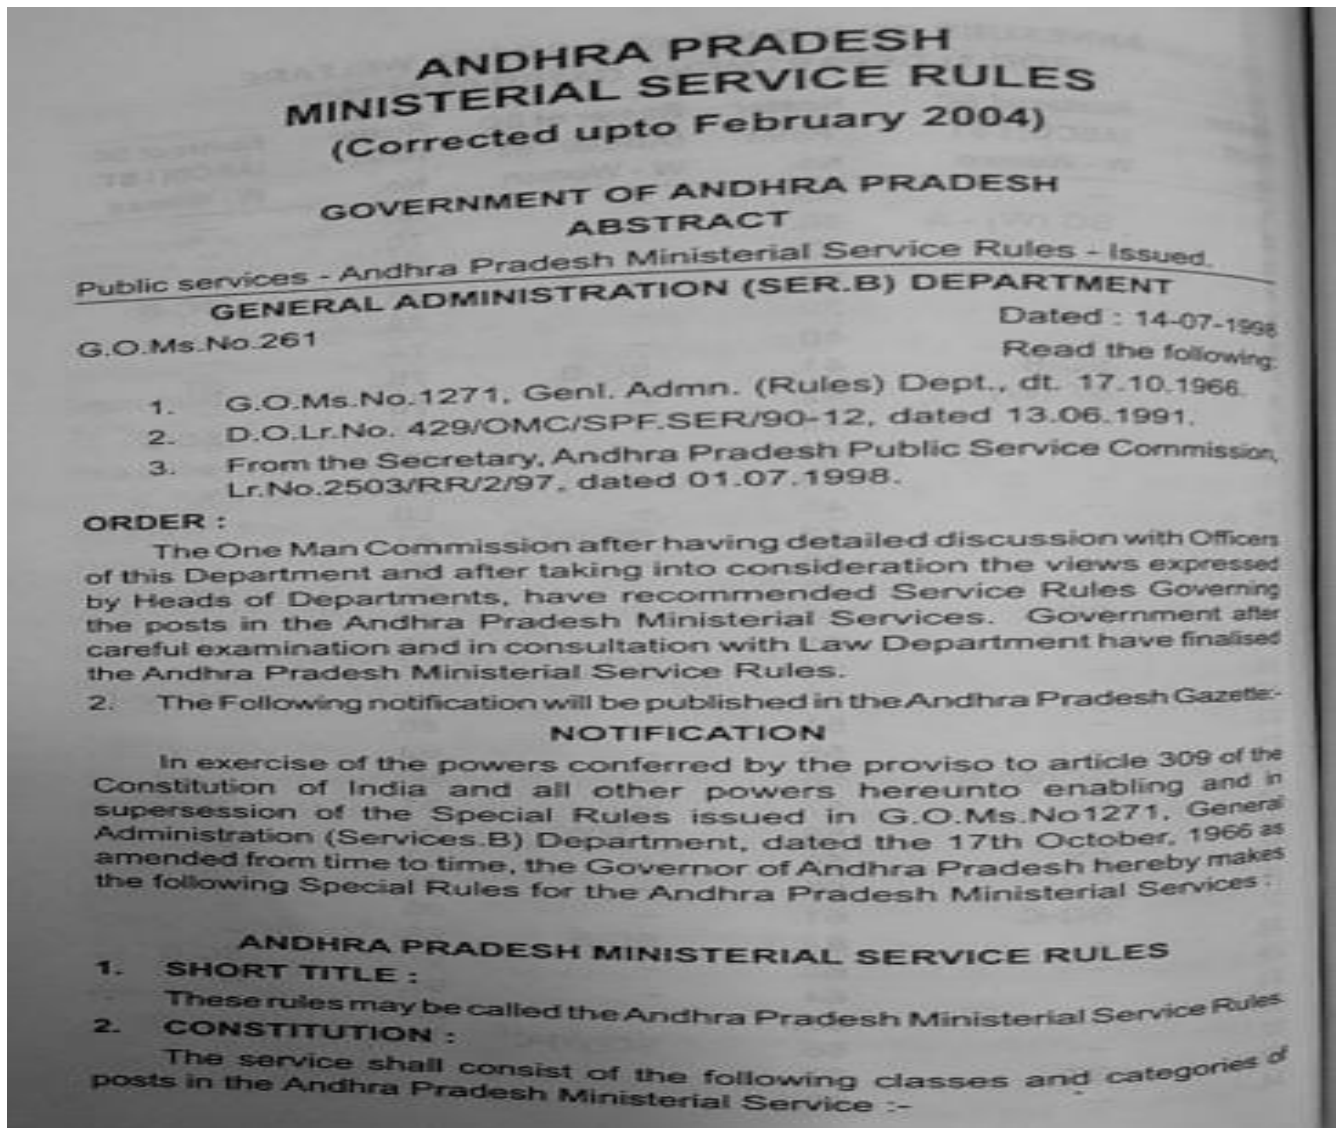 ANDHRA PRADESH
MINISTERIAL SERVICE RULES
(Corrected upto February 2004)
GOVERNMENT OF ANDHRA PRADESH
ABSTRACT
Public services - Andhra Pradesh Ministerial Service Rules - Issued.
GENERAL ADMINISTRATION (SER.B) DEPARTMENT
G.O.Ms.No.261 Dated : 14-07-1998
Read the following:
1. G.O.Ms.No.1271, Genl. Admn. (Rules) Dept., dt. 17.10.1966.
2. D.O.Lr.No. 429/OMC/SPF.SER/90-12, dated 13.06.1991.
3. From the Secretary, Andhra Pradesh Public Service Commission,
Lr.No.2503/RR/2/97, dated 01.07.1998.
ORDER :
The One Man Commission after having detailed discussion with Officers
of this Department and after taking into consideration the views expressed
by Heads of Departments, have recommended Service Rules Governing
the posts in the Andhra Pradesh Ministerial Services. Government after
careful examination and in consultation with Law Department have finalised
the Andhra Pradesh Ministerial Service Rules.
2. The Following notification will be published in the Andhra Pradesh Gazette:-
NOTIFICATION
In exercise of the powers conferred by the proviso to article 309 of the
Constitution of India and all other powers hereunto enabling and in
supersession of the Special Rules issued in G.O.Ms.No1271, General
Administration (Services.B) Department, dated the 17th October, 1966 as
amended from time to time, the Governor of Andhra Pradesh hereby makes
the following Special Rules for the Andhra Pradesh Ministerial Services :
ANDHRA PRADESH MINISTERIAL SERVICE RULES
1. SHORT TITLE :
These rules may be called the Andhra Pradesh Ministerial Service Rules.
2. CONSTITUTION :
The service shall consist of the following classes and categories of
posts in the Andhra Pradesh Ministerial Service :-